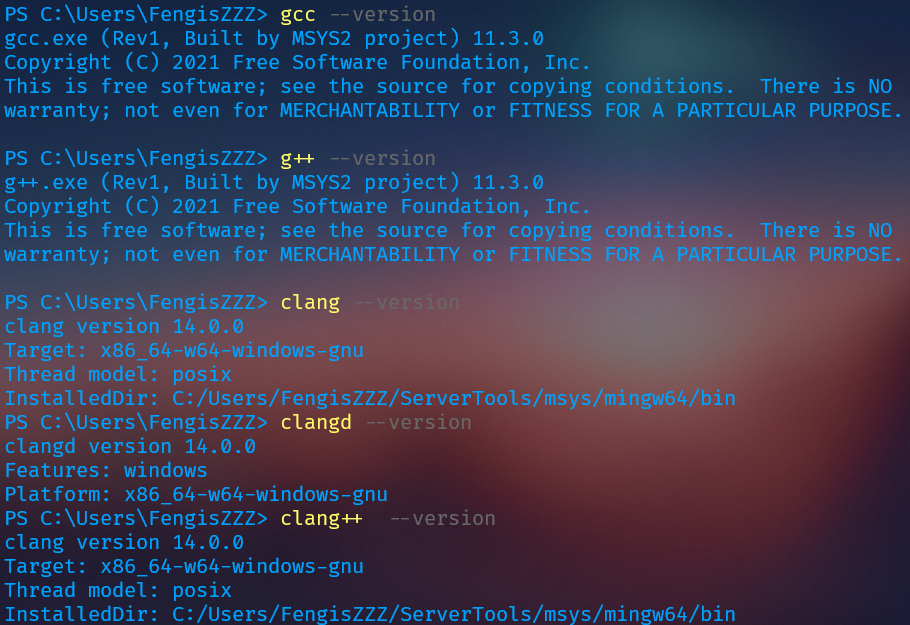 PS C:\Users\FengisZZZ> gcc --version
gcc.exe (Rev1, Built by MSYS2 project) 11.3.0
Copyright (C) 2021 Free Software Foundation, Inc.
This is free software; see the source for copying conditions.  There is NO
warranty; not even for MERCHANTABILITY or FITNESS FOR A PARTICULAR PURPOSE.

PS C:\Users\FengisZZZ> g++ --version
g++.exe (Rev1, Built by MSYS2 project) 11.3.0
Copyright (C) 2021 Free Software Foundation, Inc.
This is free software; see the source for copying conditions.  There is NO
warranty; not even for MERCHANTABILITY or FITNESS FOR A PARTICULAR PURPOSE.

PS C:\Users\FengisZZZ> clang --version
clang version 14.0.0
Target: x86_64-w64-windows-gnu
Thread model: posix
InstalledDir: C:/Users/FengisZZZ/ServerTools/msys/mingw64/bin
PS C:\Users\FengisZZZ> clangd --version
clangd version 14.0.0
Features: windows
Platform: x86_64-w64-windows-gnu
PS C:\Users\FengisZZZ> clang++  --version
clang version 14.0.0
Target: x86_64-w64-windows-gnu
Thread model: posix
InstalledDir: C:/Users/FengisZZZ/ServerTools/msys/mingw64/bin